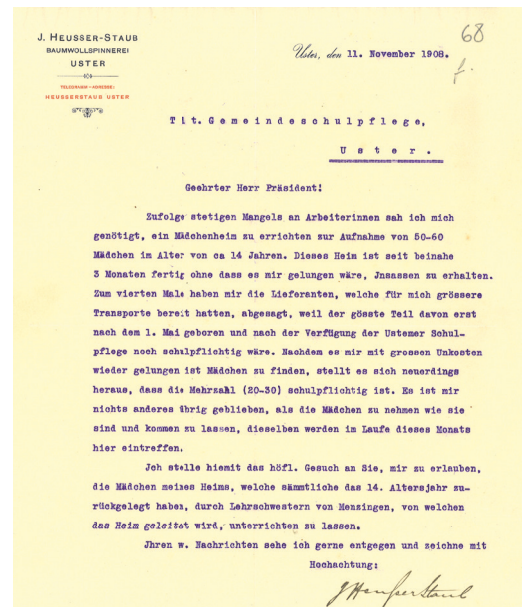 J. HEUSSER-STAUB
BAUMWOLLSPINNEREI
USTER
TELEGRAMM-ADRESSE:
HEUSSERSTAUB USTER
68
f.
Uster, den 11. November 1908.
Tit. Gemeindeschulpflege,
Uster.
Geehrter Herr Präsident!
Zufolge stetigen Mangels an Arbeiterinnen sah ich mich
genötigt, ein Mädchenheim zu errichten zur Aufnahme von 50-60
Mädchen im Alter von ca 14 Jahren. Dieses Heim ist seit beinahe
3 Monaten fertig ohne dass es mir gelungen wäre, Jnsassen zu erhalten.
Zum vierten Male haben mir die Lieferanten, welche für mich grössere
Transporte bereit hatten, abgesagt, weil der gösste Teil davon erst
nach dem 1. Mai geboren und nach der Verfügung der Ustemer Schul-
pflege noch schulpflichtig wäre. Nachdem es mir mit grossen Unkosten
wieder gelungen ist Mädchen zu finden, stellt es sich neuerdings
heraus, dass die Mehrzahl (20-30) schulpflichtig ist. Es ist mir
nichts anderes übrig geblieben, als die Mädchen zu nehmen wie sie
sind und kommen zu lassen, dieselben werden im Laufe dieses Monats
hier eintreffen.
Jch stelle hiemit das höfl. Gesuch an Sie, mir zu erlauben,
die Mädchen meines Heims, welche sämmtliche das 14. Altersjahr zu-
rückgelegt haben, durch Lehrschwestern von Menzingen, von welchen
das Heim geleitet wird, unterrichten zu lassen.
Jhren w. Nachrichten sehe ich gerne entgegen und zeichne mit
Hochachtung:
J Heusser Staub